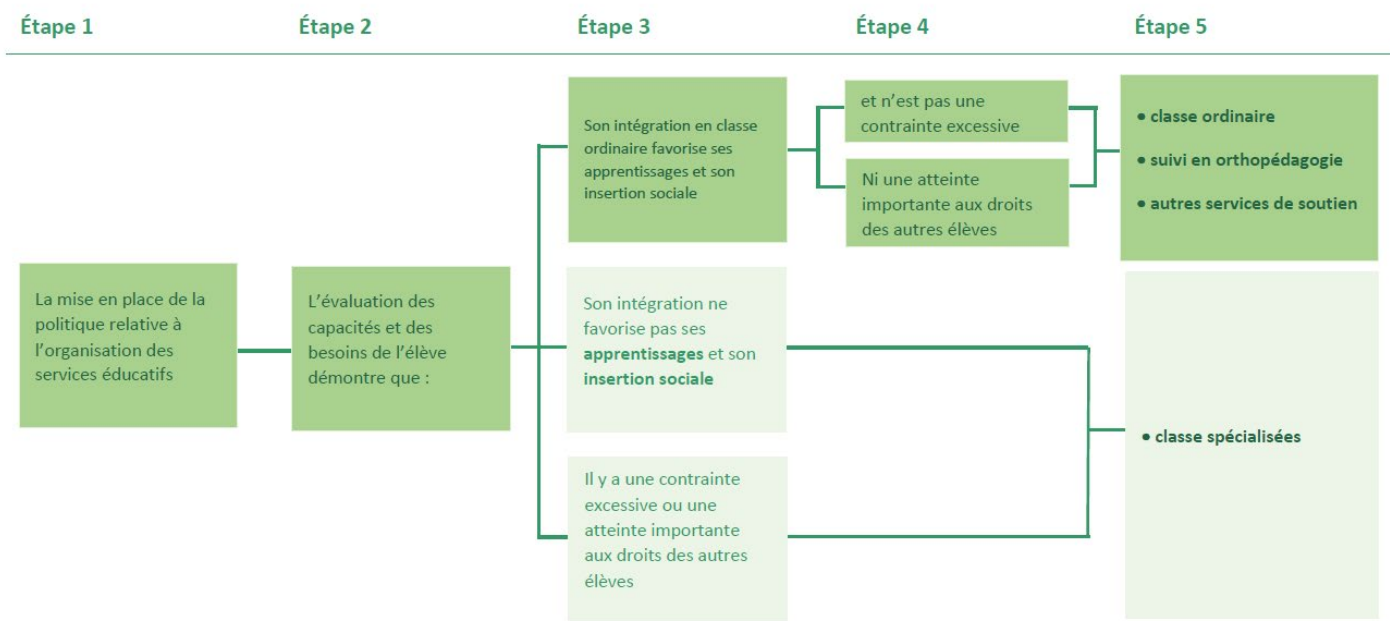 Étape 1
Étape 2
Étape 3
Étape 4
Étape 5
La mise en place de la
politique relative à
l'organisation des
services éducatifs
L'évaluation des
capacités et des
besoins de l'élève
démontre que :
Son intégration en classe
ordinaire favorise ses
apprentissages et son
insertion sociale
et n'est pas une
contrainte excessive
Ni une atteinte
importante aux droits
des autres élèves
• classe ordinaire
• suivi en orthopédagogie
• autres services de soutien
Son intégration ne
favorise pas ses
apprentissages et son
insertion sociale
Il y a une contrainte
excessive ou une
atteinte importante
aux droits des autres
élèves
• classe spécialisées